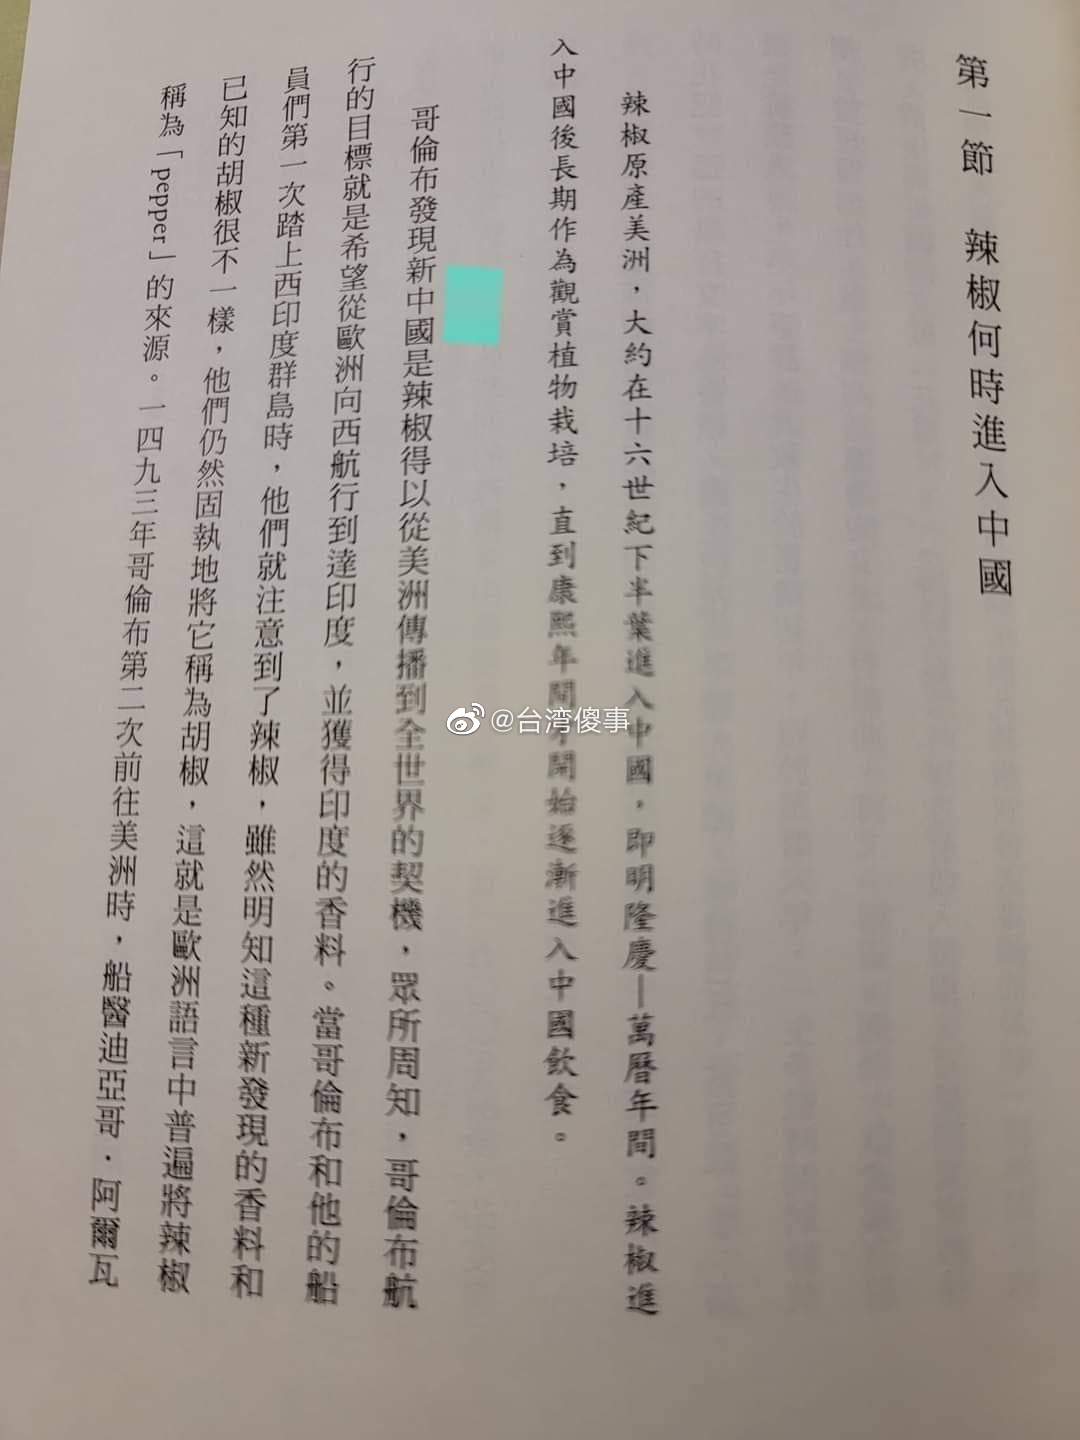 第一節　辣椒何時進入中國
辣椒原產美洲，大約在十六世紀下半葉進入中國，即明隆慶—萬曆年間。辣椒進
入中國後長期作為觀賞植物栽培，直到康熙年間才開始逐漸進入中國飲食。
哥倫布發現新中國是辣椒得以從美洲傳播到全世界的契機，眾所周知，哥倫布航
行的目標就是希望從歐洲向西航行到達印度，並獲得印度的香料。當哥倫布和他的船
員們第一次踏上西印度群島時，他們就注意到了辣椒，雖然明知這種新發現的香料和
已知的胡椒很不一樣，他們仍然固執地將它稱為胡椒，這就是歐洲語言中普遍將辣椒
稱為「pepper」的來源。一四九三年哥倫布第二次前往美洲時，船醫迪亞哥．阿爾瓦
@台湾傻事